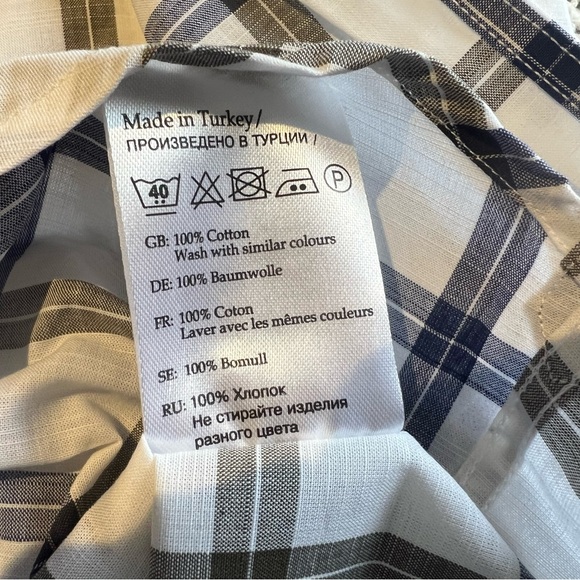 Made in Turkey/
ПРОИЗВЕДЕНО В ТУРЦИИ /
40 P
GB: 100% Cotton
Wash with similar colours
DE: 100% Baumwolle
FR: 100% Coton
Laver avec les mêmes couleurs
SE: 100% Bomull
RU: 100% Хлопок
Не стирайте изделия
разного цвета